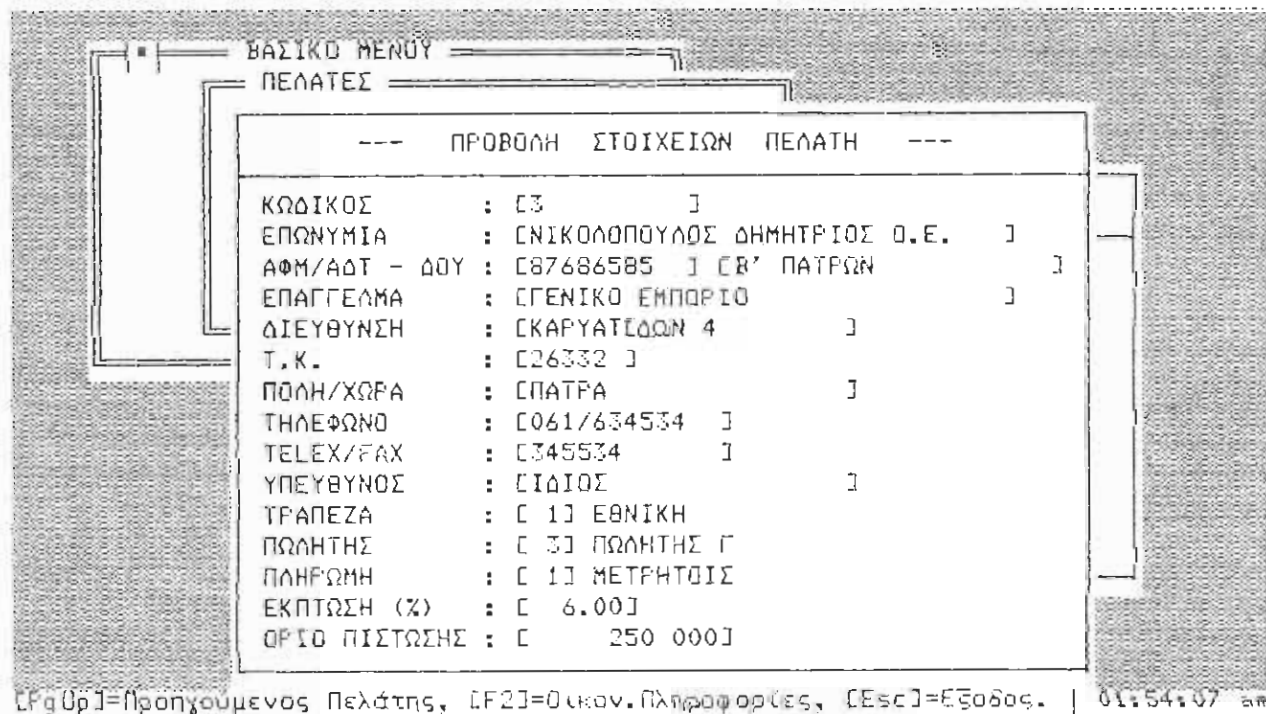 ΒΑΣΙΚΟ ΜΕΝΟΥ
ΠΕΛΑΤΕΣ
--- ΠΡΟΒΟΛΗ ΣΤΟΙΧΕΙΩΝ ΠΕΛΑΤΗ ---
ΚΩΔΙΚΟΣ : [3 ]
ΕΠΩΝΥΜΙΑ : [ΝΙΚΟΛΟΠΟΥΛΟΣ ΔΗΜΗΤΡΙΟΣ Ο.Ε. ]
ΑΦΜ/ΑΔΤ - ΔΟΥ : [87686585 ] [Β' ΠΑΤΡΩΝ ]
ΕΠΑΓΓΕΛΜΑ : [ΓΕΝΙΚΟ ΕΜΠΟΡΙΟ ]
ΔΙΕΥΘΥΝΣΗ : [ΚΑΡΥΑΤΙΔΩΝ 4 ]
Τ.Κ. : [26332 ]
ΠΟΛΗ/ΧΩΡΑ : [ΠΑΤΡΑ ]
ΤΗΛΕΦΩΝΟ : [061/634534 ]
TELEX/FAX : [345534 ]
ΥΠΕΥΘΥΝΟΣ : [ΙΔΙΟΣ ]
ΤΡΑΠΕΖΑ : [ 1] ΕΘΝΙΚΗ
ΠΩΛΗΤΗΣ : [ 3] ΠΩΛΗΤΗΣ Γ
ΠΛΗΡΩΜΗ : [ 1] ΜΕΤΡΗΤΟΙΣ
ΕΚΠΤΩΣΗ (%) : [ 6.00]
ΟΡΙΟ ΠΙΣΤΩΣΗΣ : [ 250 000]
[PgUp]=Προηγούμενος Πελάτης, [F2]=Οικον.Πληροφορίες, [Esc]=Εξοδος. | 01:54:07 am